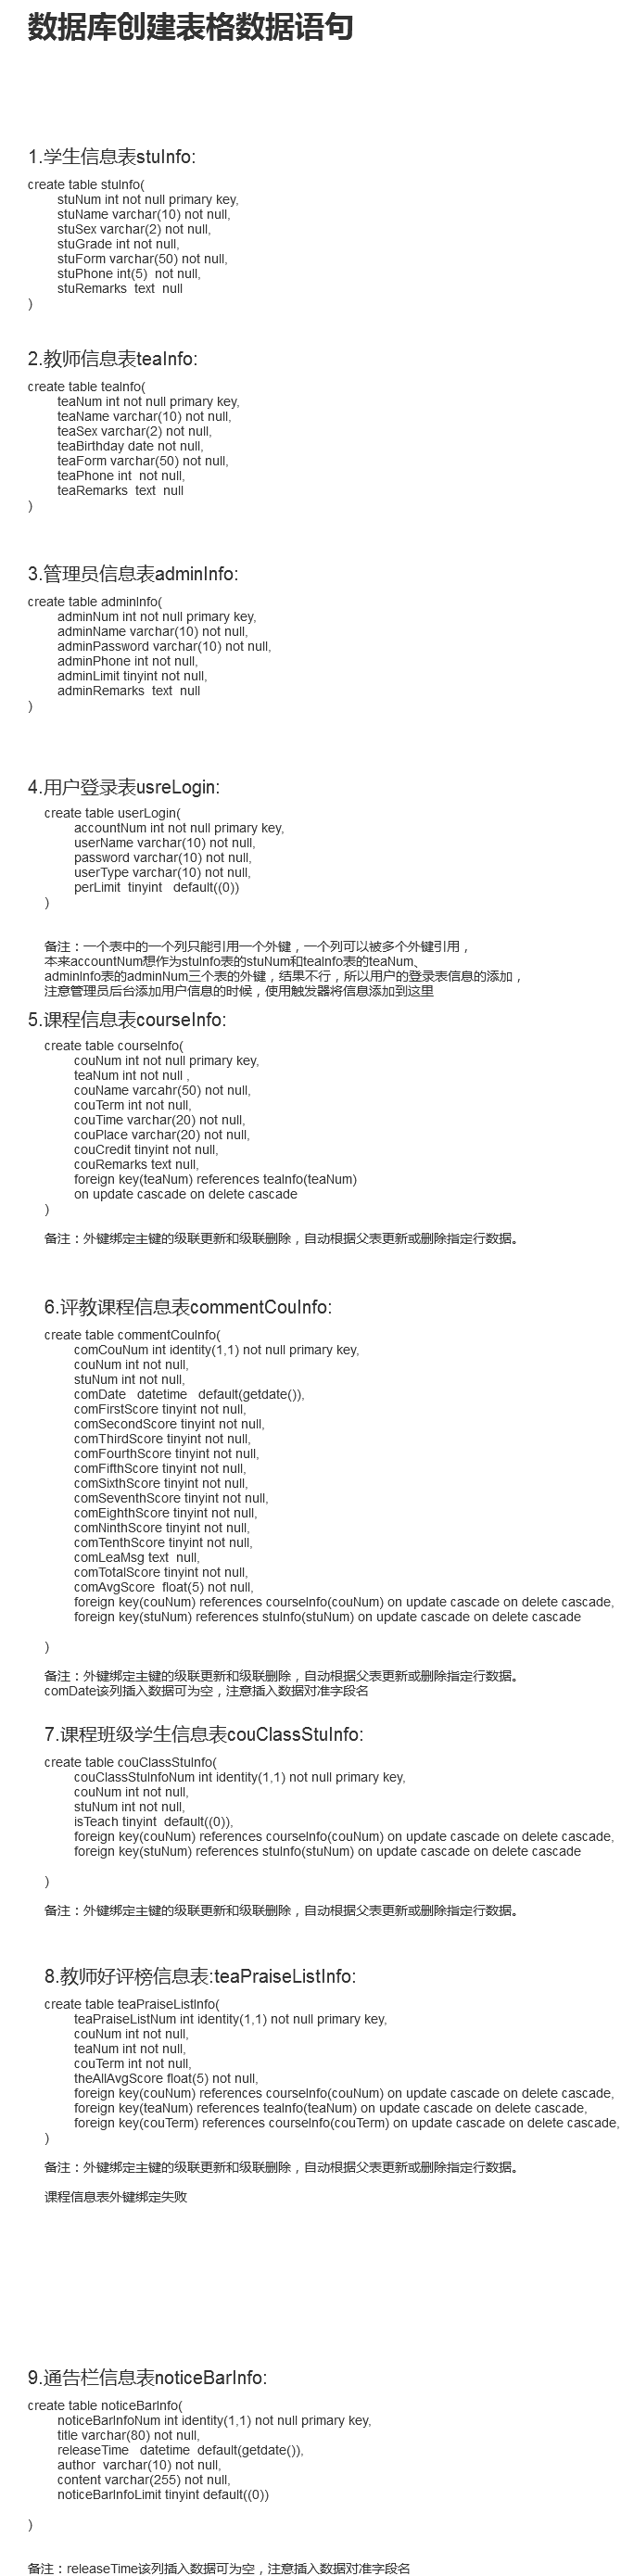 数据库创建表格数据语句
1.学生信息表stuInfo:
create table stuInfo(
stuNum int not null primary key,
stuName varchar(10) not null,
stuSex varchar(2) not null,
stuGrade int not null,
stuForm varchar(50) not null,
stuPhone int(5)  not null,
stuRemarks  text  null
)
2.教师信息表teaInfo:
create table teaInfo(
teaNum int not null primary key,
teaName varchar(10) not null,
teaSex varchar(2) not null,
teaBirthday date not null,
teaForm varchar(50) not null,
teaPhone int  not null,
teaRemarks  text  null
)
3.管理员信息表adminInfo:
create table adminInfo(
adminNum int not null primary key,
adminName varchar(10) not null,
adminPassword varchar(10) not null,
adminPhone int not null,
adminLimit tinyint not null,
adminRemarks  text  null
)
4.用户登录表usreLogin:
create table userLogin(
accountNum int not null primary key,
userName varchar(10) not null,
password varchar(10) not null,
userType varchar(10) not null,
perLimit  tinyint   default((0))
)
备注：一个表中的一个列只能引用一个外键，一个列可以被多个外键引用，
本来accountNum想作为stuInfo表的stuNum和teaInfo表的teaNum、
adminInfo表的adminNum三个表的外键，结果不行，所以用户的登录表信息的添加，
注意管理员后台添加用户信息的时候，使用触发器将信息添加到这里
5.课程信息表courseInfo:
create table courseInfo(
couNum int not null primary key,
teaNum int not null ,
couName varcahr(50) not null,
couTerm int not null,
couTime varchar(20) not null,
couPlace varchar(20) not null,
couCredit tinyint not null,
couRemarks text null,
foreign key(teaNum) references teaInfo(teaNum)
on update cascade on delete cascade
)
备注：外键绑定主键的级联更新和级联删除，自动根据父表更新或删除指定行数据。
6.评教课程信息表commentCouInfo:
create table commentCouInfo(
comCouNum int identity(1,1) not null primary key,
couNum int not null,
stuNum int not null,
comDate   datetime   default(getdate()),
comFirstScore tinyint not null,
comSecondScore tinyint not null,
comThirdScore tinyint not null,
comFourthScore tinyint not null,
comFifthScore tinyint not null,
comSixthScore tinyint not null,
comSeventhScore tinyint not null,
comEighthScore tinyint not null,
comNinthScore tinyint not null,
comTenthScore tinyint not null,
comLeaMsg text  null,
comTotalScore tinyint not null,
comAvgScore  float(5) not null,
foreign key(couNum) references courseInfo(couNum) on update cascade on delete cascade,
foreign key(stuNum) references stuInfo(stuNum) on update cascade on delete cascade
)
备注：外键绑定主键的级联更新和级联删除，自动根据父表更新或删除指定行数据。
comDate该列插入数据可为空，注意插入数据对准字段名
7.课程班级学生信息表couClassStuInfo:
create table couClassStuInfo(
couClassStuInfoNum int identity(1,1) not null primary key,
couNum int not null,
stuNum int not null,
isTeach tinyint  default((0)),
foreign key(couNum) references courseInfo(couNum) on update cascade on delete cascade,
foreign key(stuNum) references stuInfo(stuNum) on update cascade on delete cascade
)
备注：外键绑定主键的级联更新和级联删除，自动根据父表更新或删除指定行数据。
8.教师好评榜信息表:teaPraiseListInfo:
create table teaPraiseListInfo(
teaPraiseListNum int identity(1,1) not null primary key,
couNum int not null,
teaNum int not null,
couTerm int not null,
theAllAvgScore float(5) not null,
foreign key(couNum) references courseInfo(couNum) on update cascade on delete cascade,
foreign key(teaNum) references teaInfo(teaNum) on update cascade on delete cascade,
foreign key(couTerm) references courseInfo(couTerm) on update cascade on delete cascade,
)
备注：外键绑定主键的级联更新和级联删除，自动根据父表更新或删除指定行数据。
课程信息表外键绑定失败
9.通告栏信息表noticeBarInfo:
create table noticeBarInfo(
noticeBarInfoNum int identity(1,1) not null primary key,
title varchar(80) not null,
releaseTime   datetime  default(getdate()),
author  varchar(10) not null,
content varchar(255) not null,
noticeBarInfoLimit tinyint default((0))
)
备注：releaseTime该列插入数据可为空，注意插入数据对准字段名